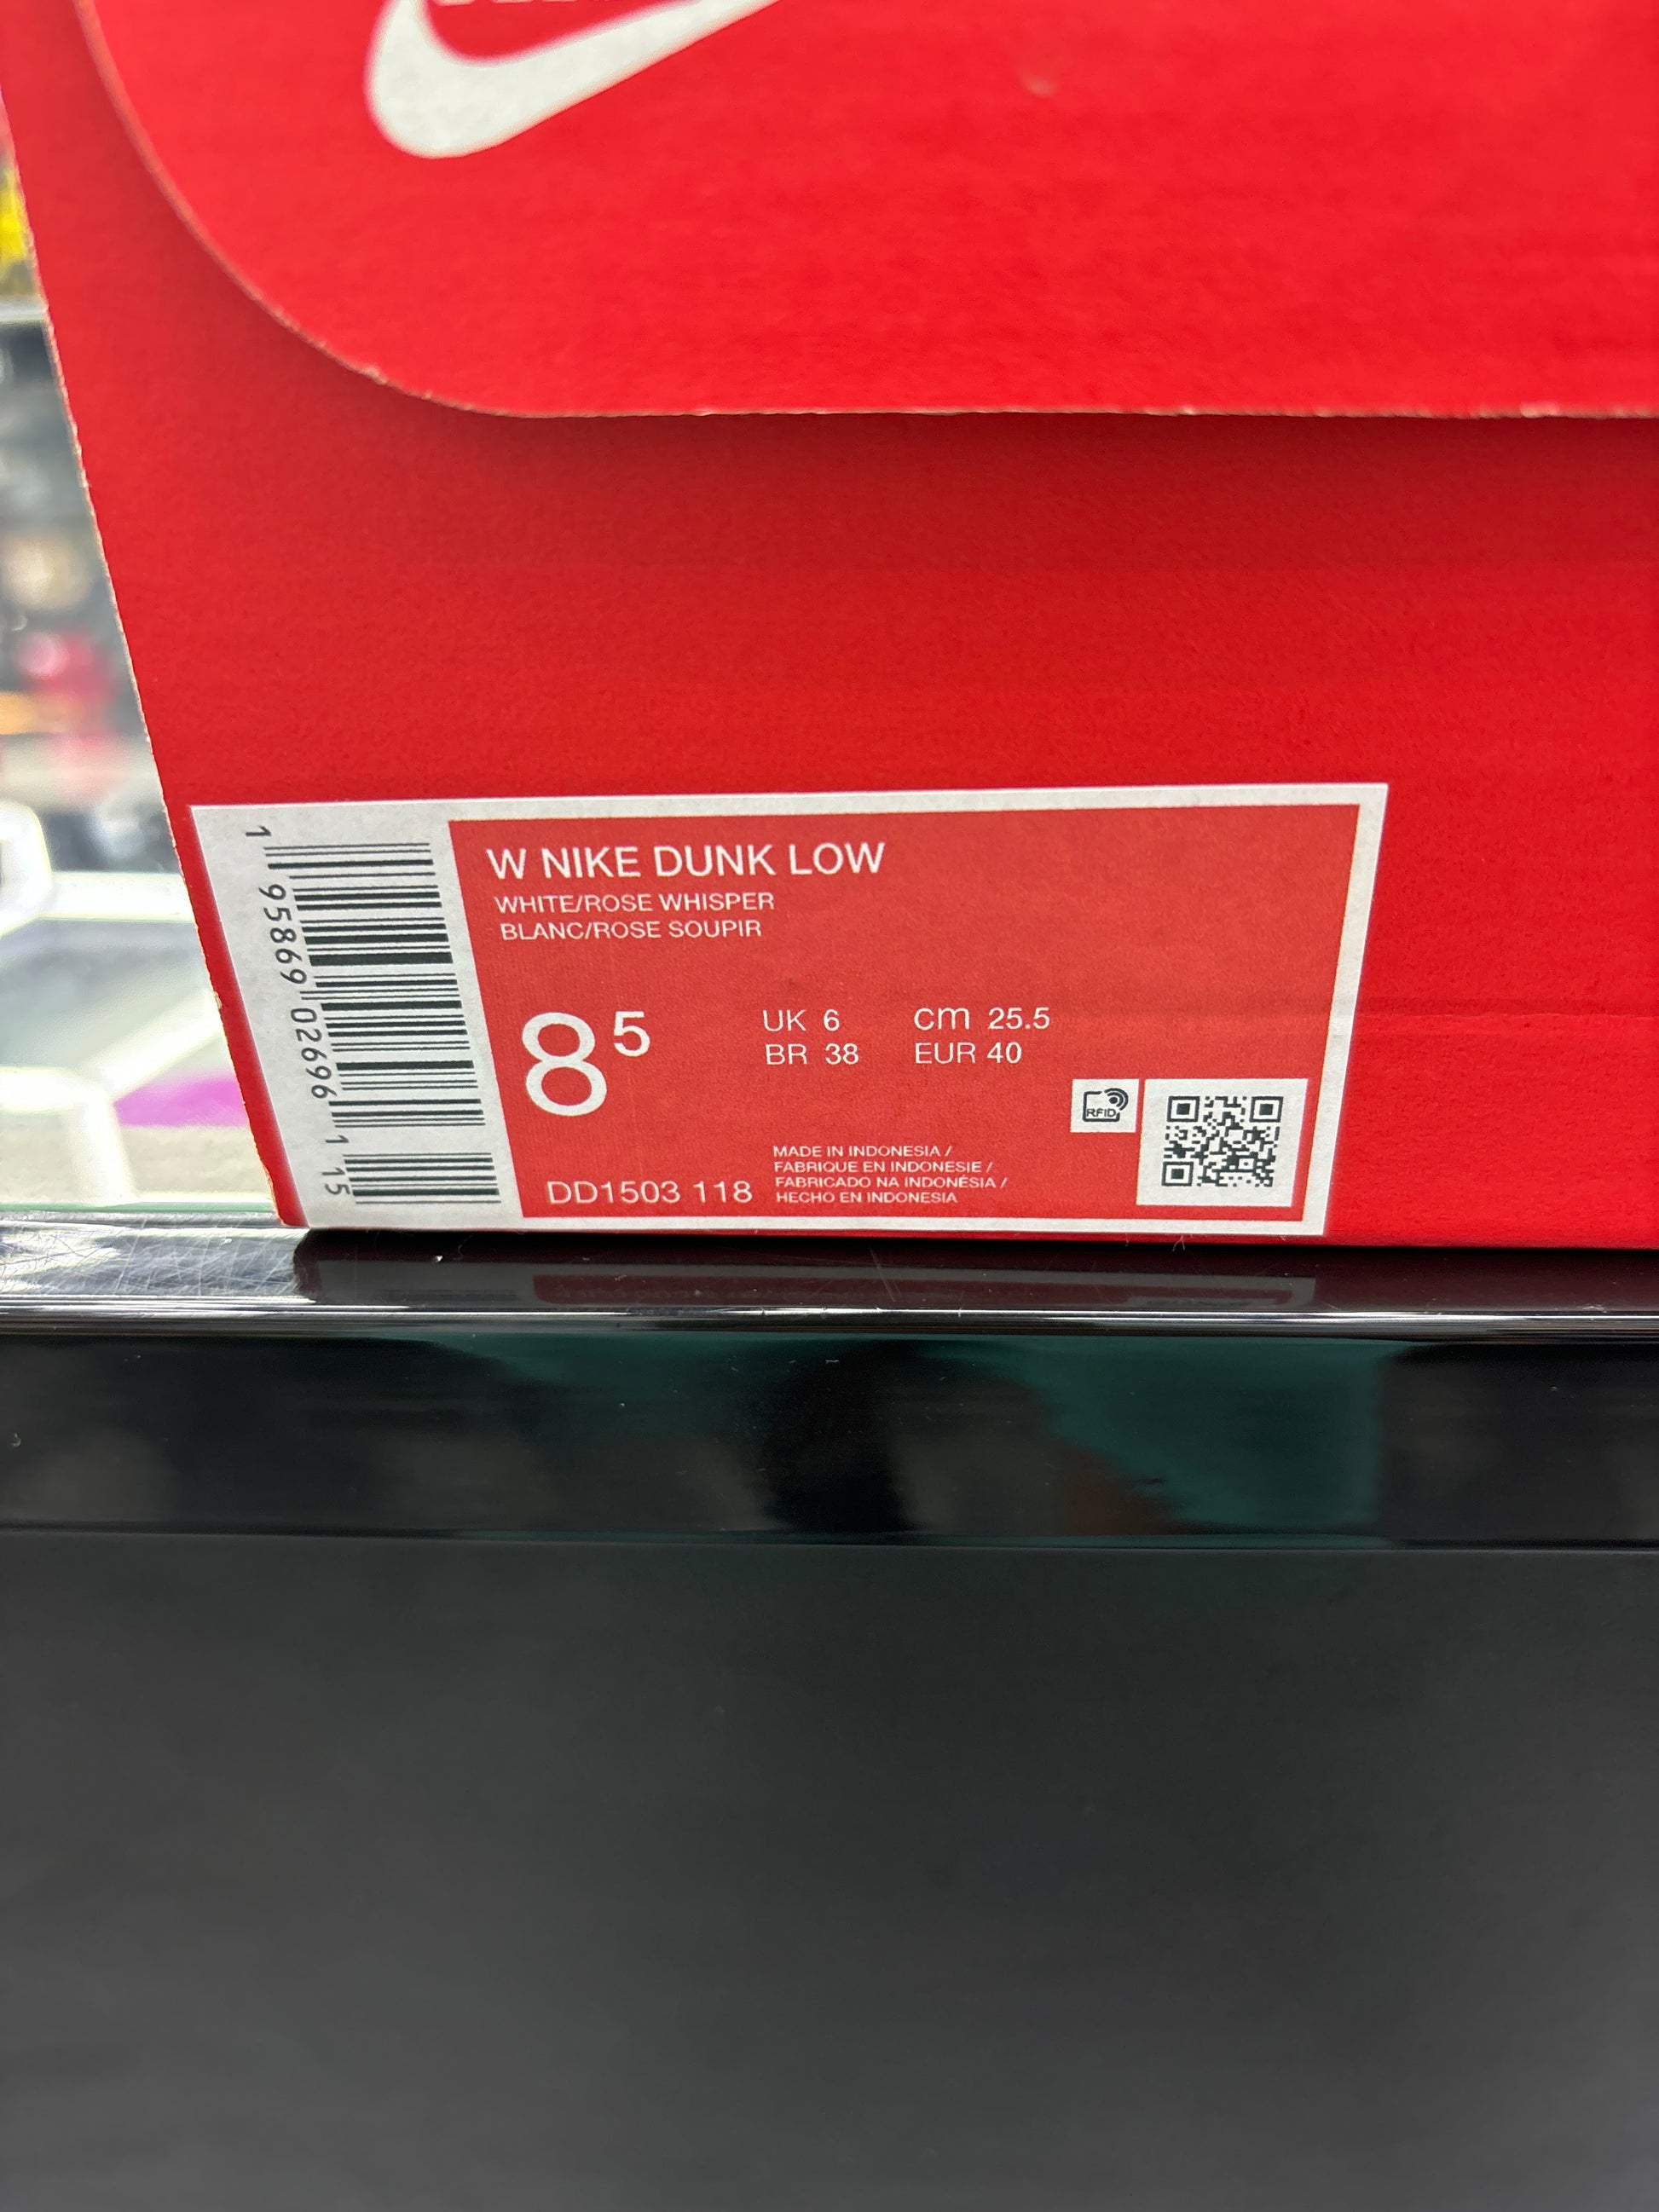 W NIKE DUNK LOW
WHITE/ROSE WHISPER
BLANC/ROSE SOUPIR
8 5
UK 6 cm 25.5
BR 38 EUR 40
RFID
DD1503 118
MADE IN INDONESIA /
FABRIQUE EN INDONESIE /
FABRICADO NA INDONÉSIA /
HECHO EN INDONESIA
1 95869 02696 1 15